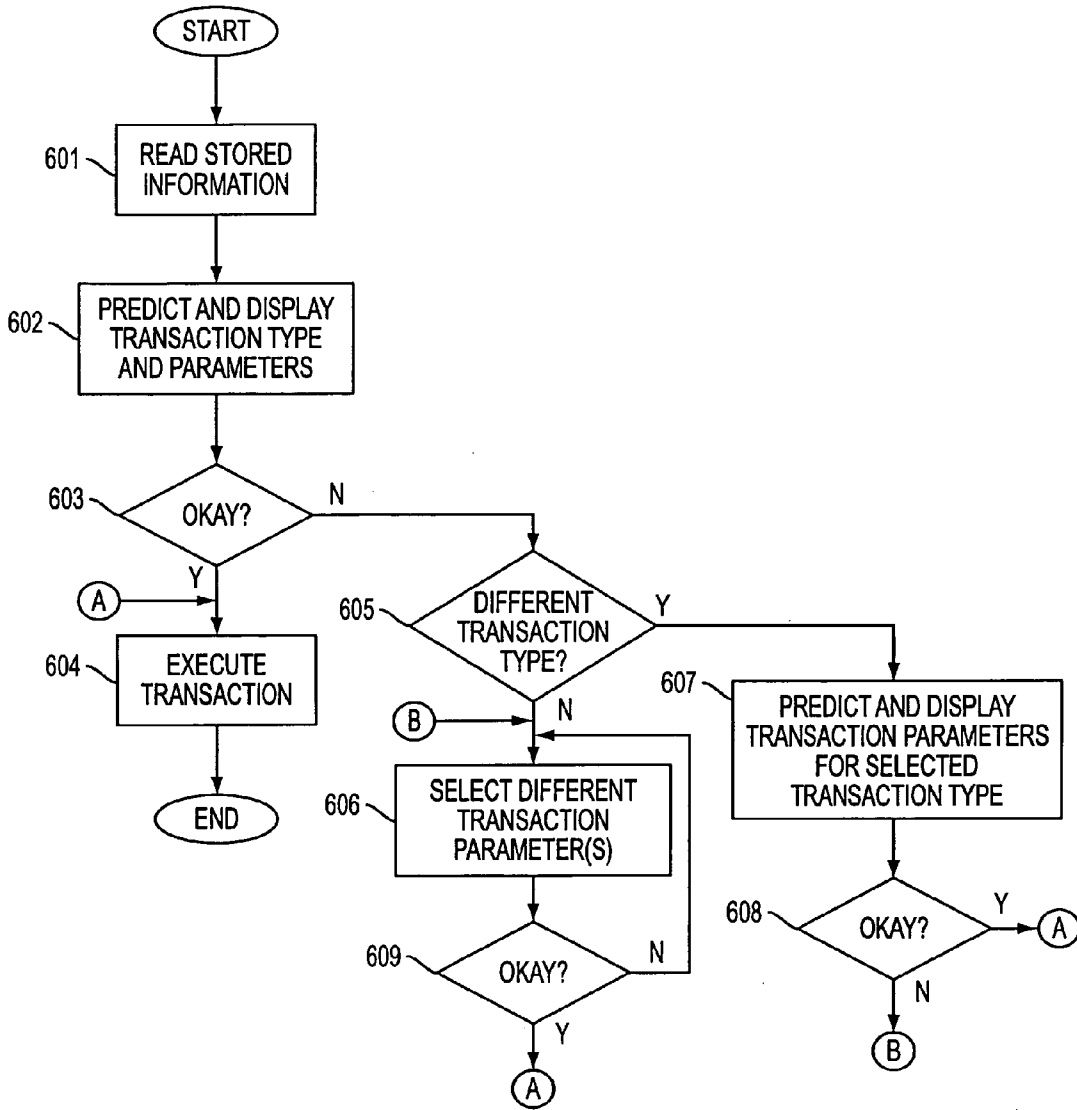 START
601
READ STORED
INFORMATION
602
PREDICT AND DISPLAY
TRANSACTION TYPE
AND PARAMETERS
603
OKAY?
N
Y
A
604
EXECUTE
TRANSACTION
END
605
DIFFERENT
TRANSACTION
TYPE?
Y
N
B
606
SELECT DIFFERENT
TRANSACTION
PARAMETER(S)
609
OKAY?
N
Y
A
607
PREDICT AND DISPLAY
TRANSACTION PARAMETERS
FOR SELECTED
TRANSACTION TYPE
608
OKAY?
Y
A
N
B